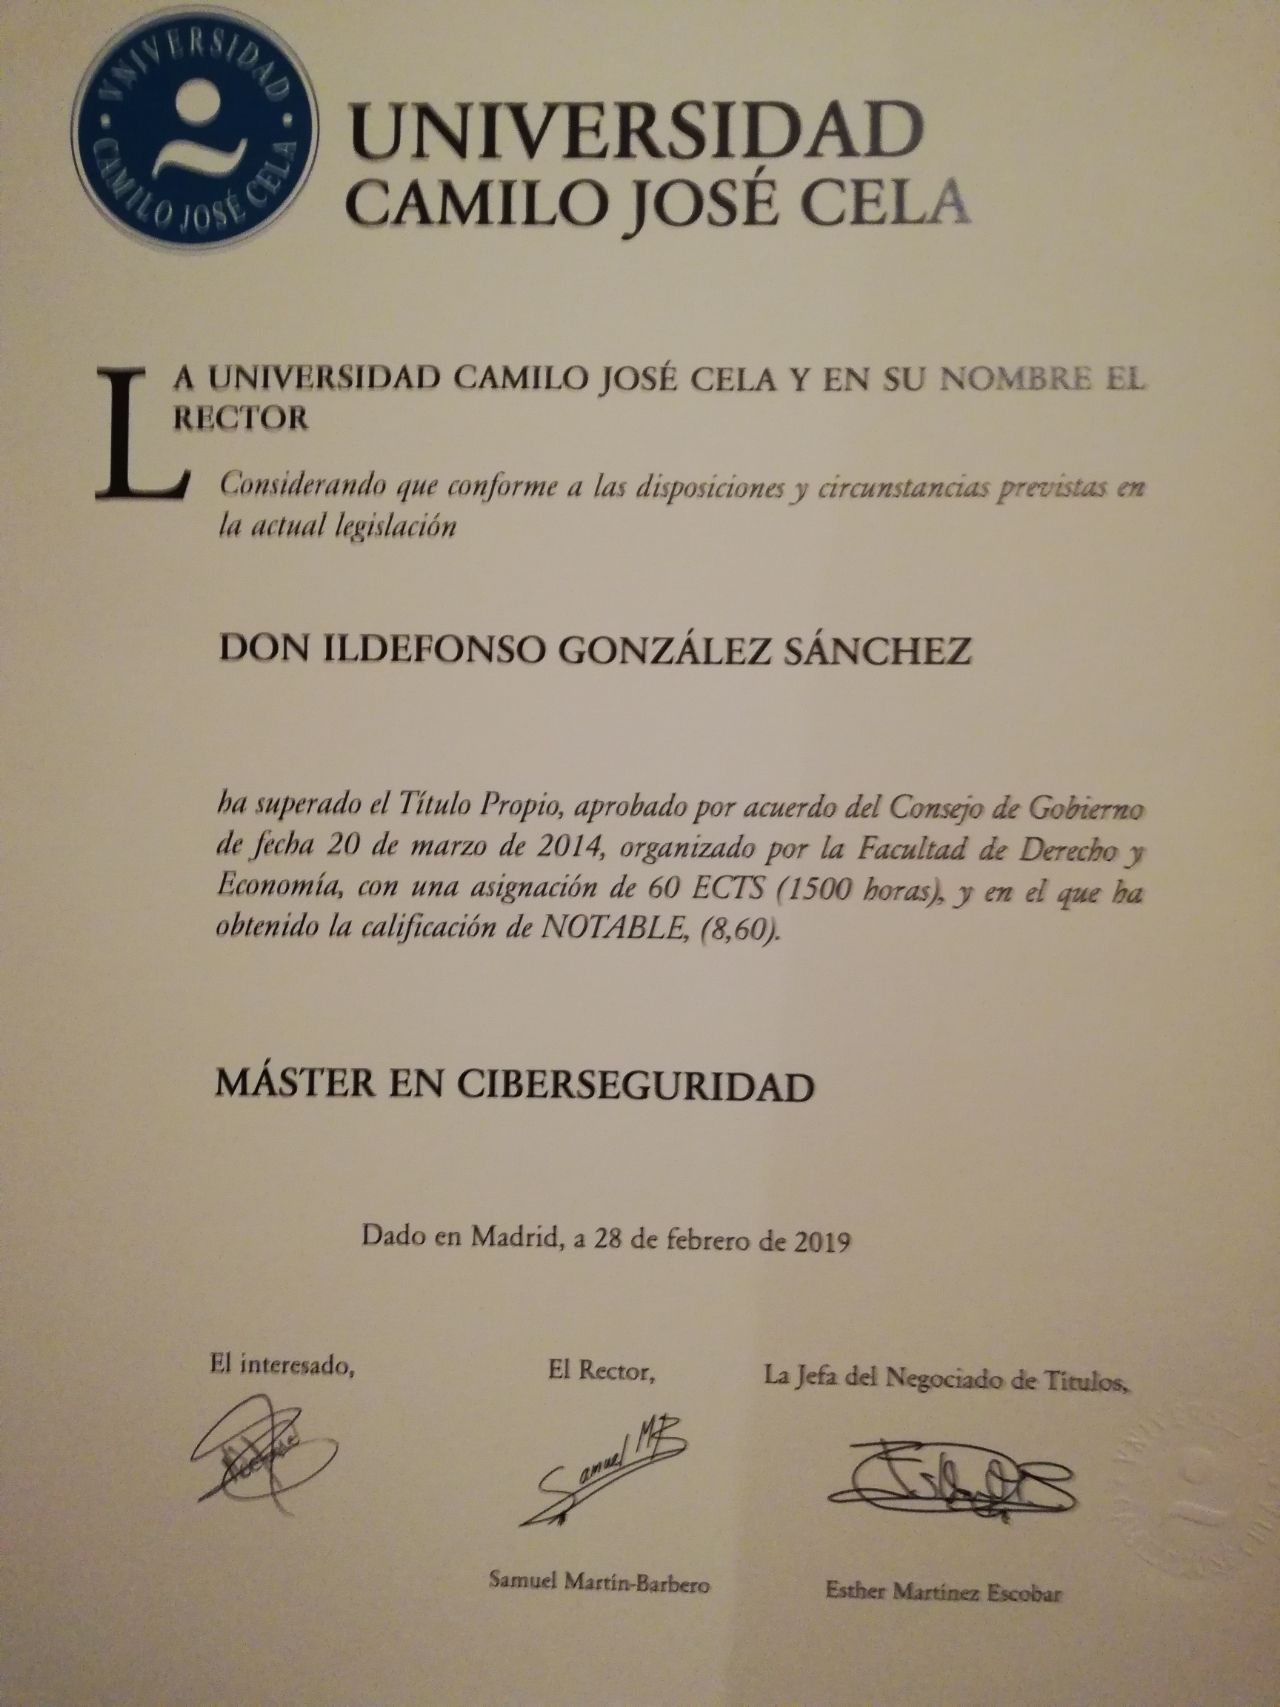 VNIVERSIDAD
· CAMILO JOSÉ CELA ·
UNIVERSIDAD
CAMILO JOSÉ CELA
LA UNIVERSIDAD CAMILO JOSÉ CELA Y EN SU NOMBRE EL
RECTOR
Considerando que conforme a las disposiciones y circunstancias previstas en
la actual legislación
DON ILDEFONSO GONZÁLEZ SÁNCHEZ
ha superado el Título Propio, aprobado por acuerdo del Consejo de Gobierno
de fecha 20 de marzo de 2014, organizado por la Facultad de Derecho y
Economía, con una asignación de 60 ECTS (1500 horas), y en el que ha
obtenido la calificación de NOTABLE, (8,60).
MÁSTER EN CIBERSEGURIDAD
Dado en Madrid, a 28 de febrero de 2019
El interesado,
El Rector,
La Jefa del Negociado de Títulos,
Samuel MB
Samuel Martín-Barbero
Esther Martínez Escobar